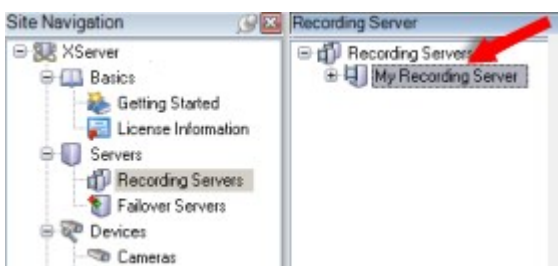 Site Navigation
XServer
Basics
Getting Started
License Information
Servers
Recording Servers
Failover Servers
Devices
Cameras
Recording Server
Recording Servers
My Recording Server